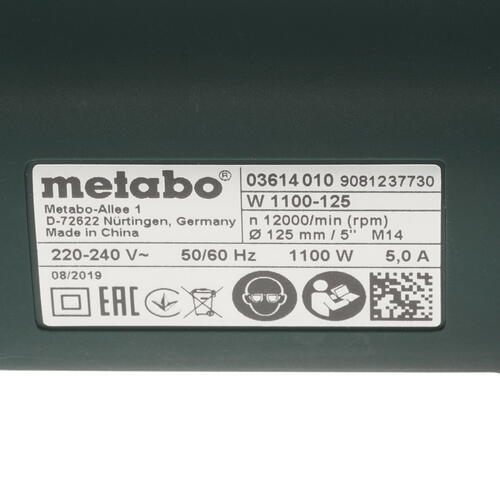 metabo®
Metabo-Allee 1
D-72622 Nürtingen, Germany
Made in China
03614010 9081237730
W 1100-125
n 12000/min (rpm)
Ø 125 mm / 5" M14
220-240 V~ 50/60 Hz 1100 W 5,0 A
08/2019
EAC